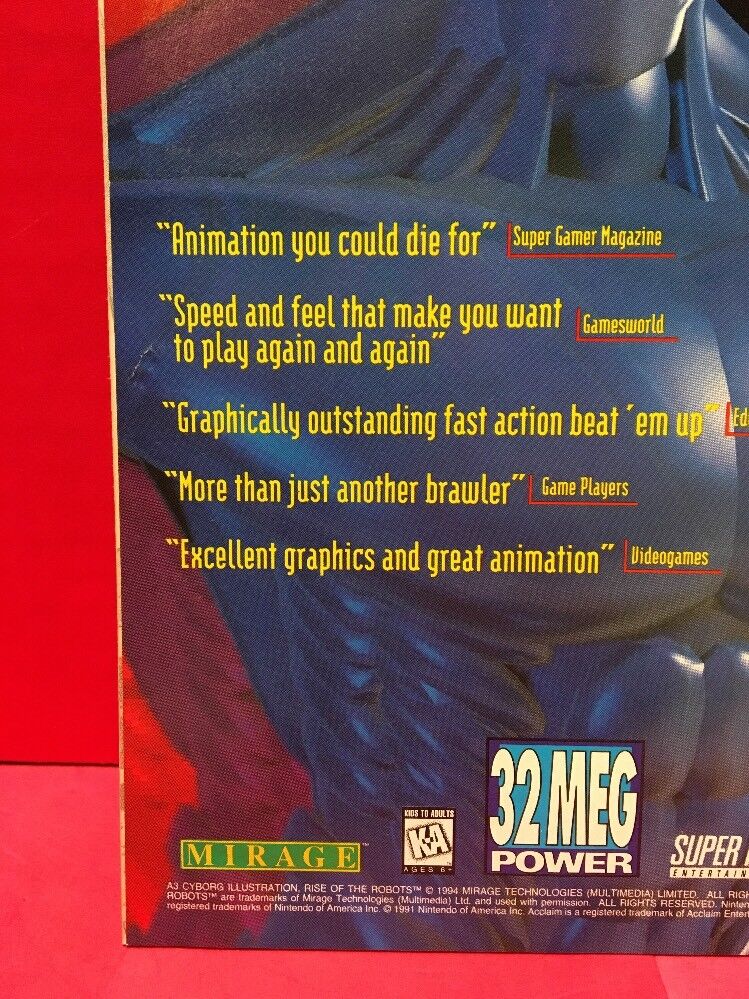 "Animation you could die for" Super Gamer Magazine
"Speed and feel that make you want
to play again and again" Gamesworld
"Graphically outstanding fast action beat 'em up"
"More than just another brawler" Game Players
"Excellent graphics and great animation" Videogames
MIRAGE™
KIDS TO ADULTS
K-A
AGES 6+
32 MEG
POWER
SUPER
A3 CYBORG ILLUSTRATION. RISE OF THE ROBOTS™ © 1994 MIRAGE TECHNOLOGIES (MULTIMEDIA) LIMITED. ALL
ROBOTS™ are trademarks of Mirage Technologies (Multimedia) Ltd. and used with permission. ALL RIGHTS RESERVED.
registered trademarks of Nintendo of America Inc. © 1991 Nintendo of America Inc. Acclaim is a registered trademark of Acclaim